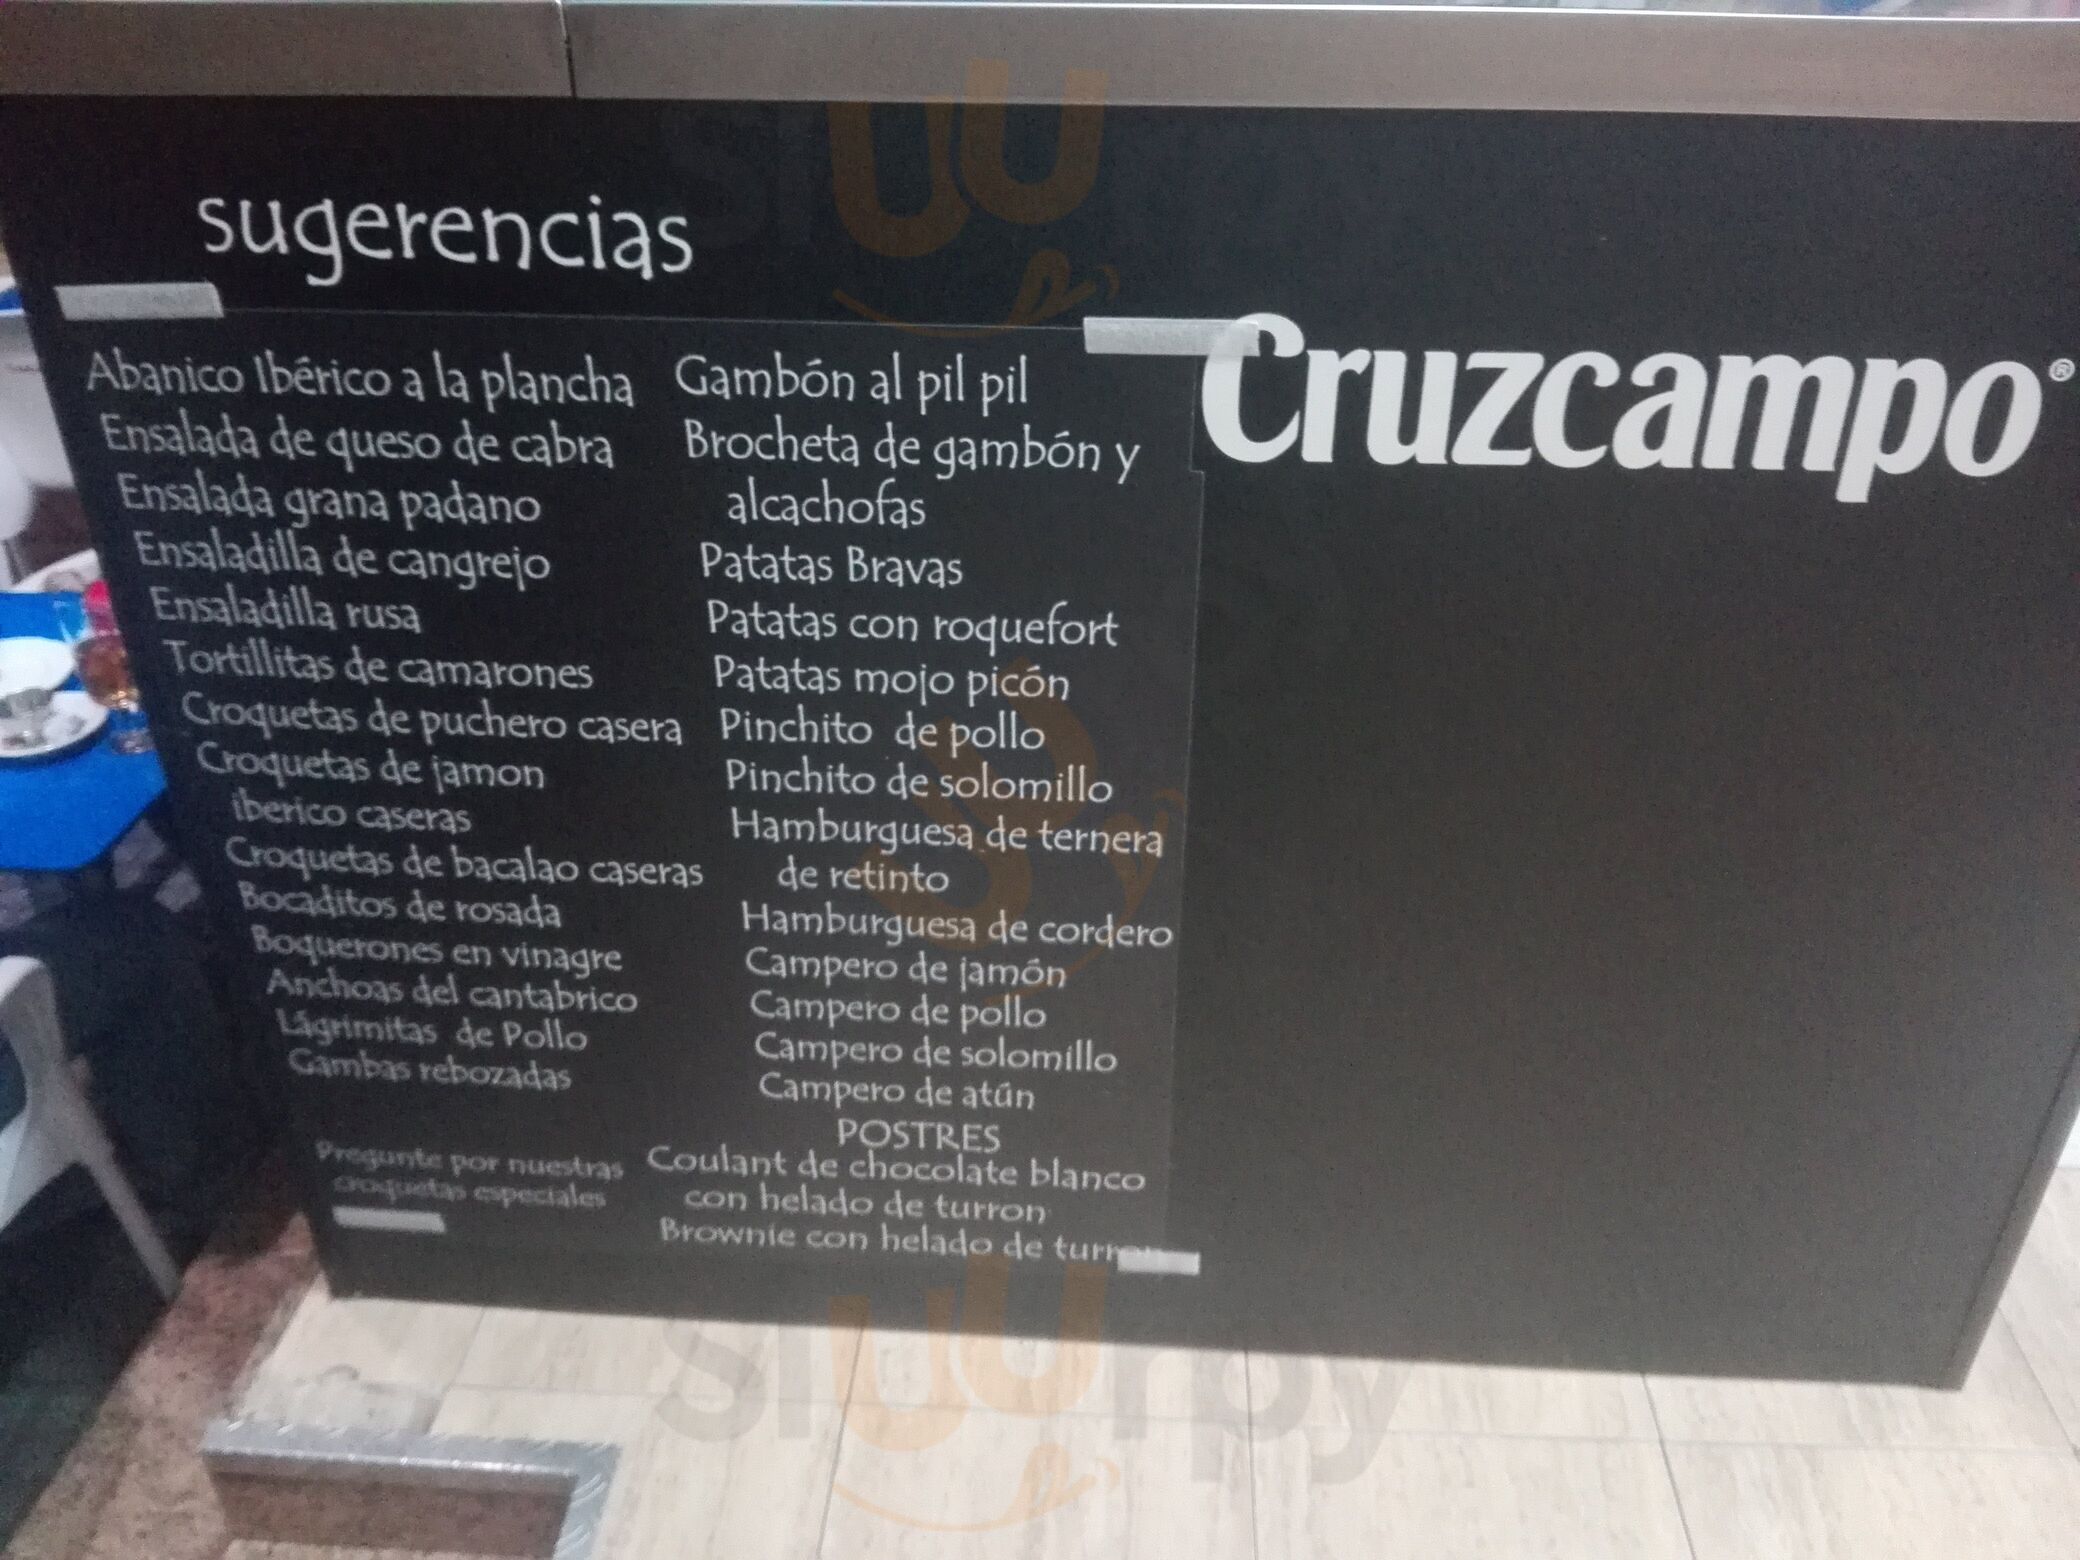 sugerencias
Abanico Ibérico a la plancha
Ensalada de queso de cabra
Ensalada grana padano
Ensaladilla de cangrejo
Ensaladilla rusa
Tortillitas de camarones
Croquetas de puchero casera
Croquetas de jamon
iberico caseras
Croquetas de bacalao caseras
Bocaditos de rosada
Boquerones en vinagre
Anchoas del cantabrico
Lágrimitas de Pollo
Gambas rebozadas
Pregunte por nuestras
croquetas especiales
Gambón al pil pil
Brocheta de gambón y
alcachofas
Patatas Bravas
Patatas con roquefort
Patatas mojo picón
Pinchito de pollo
Pinchito de solomillo
Hamburguesa de ternera
de retinto
Hamburguesa de cordero
Campero de jamón
Campero de pollo
Campero de solomillo
Campero de atún
POSTRES
Coulant de chocolate blanco
con helado de turron
Brownie con helado de turron
Cruzcampo®
sluurpy